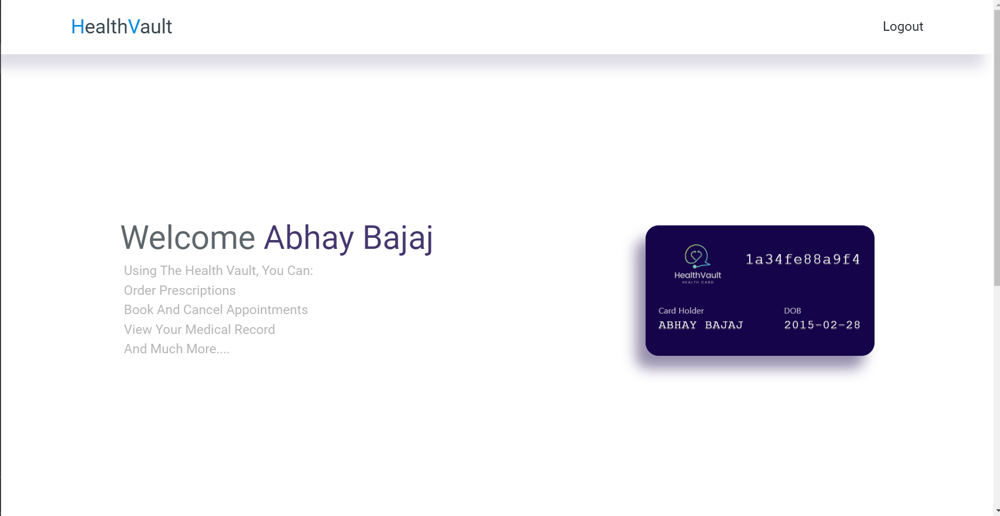 HealthVault
Logout
Welcome Abhay Bajaj
Using The Health Vault, You Can:
Order Prescriptions
Book And Cancel Appointments
View Your Medical Record
And Much More....
HealthVault
HEALTH CARD
1a34fe88a9f4
Card Holder
ABHAY BAJAJ
DOB
2015-02-28